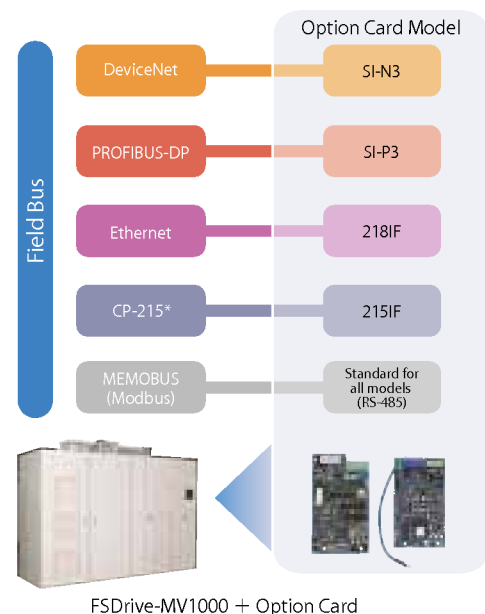 Option Card Model
Field Bus
DeviceNet
SI-N3
PROFIBUS-DP
SI-P3
Ethernet
218IF
CP-215*
215IF
MEMOBUS
(Modbus)
Standard for
all models
(RS-485)
FSDrive-MV1000 + Option Card